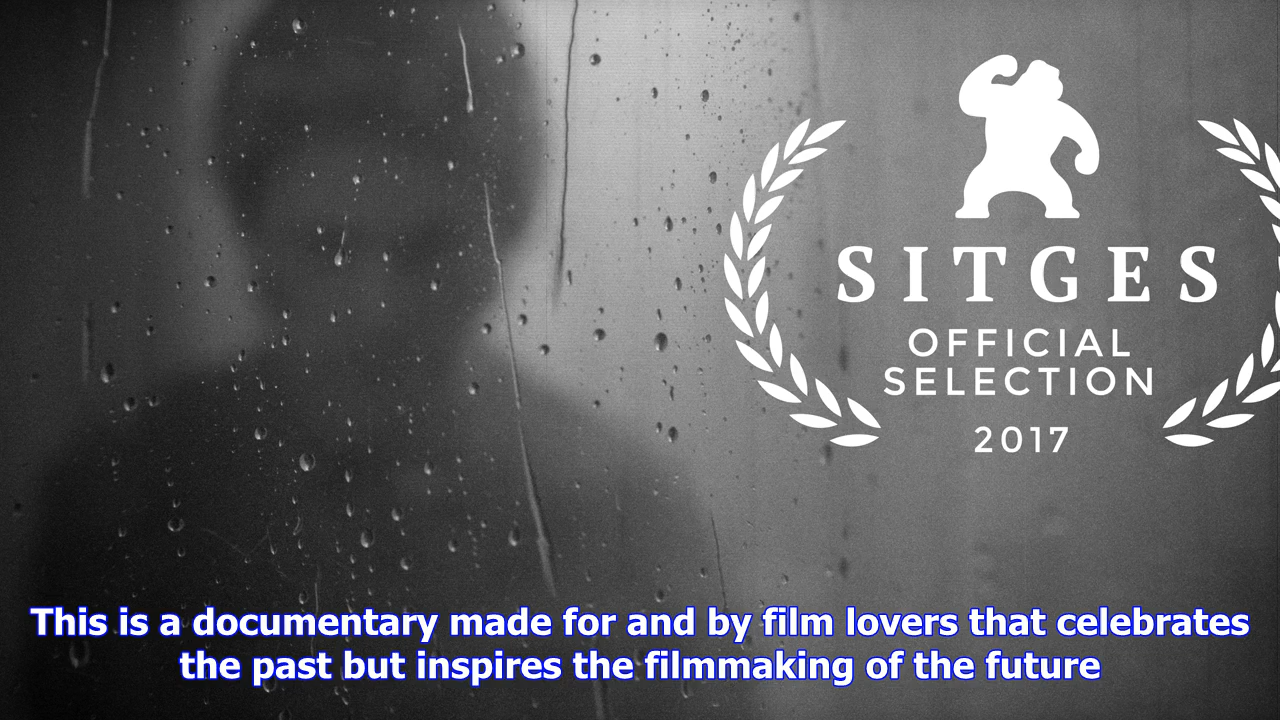 SITGES
OFFICIAL
SELECTION
2017
This is a documentary made for and by film lovers that celebrates
the past but inspires the filmmaking of the future